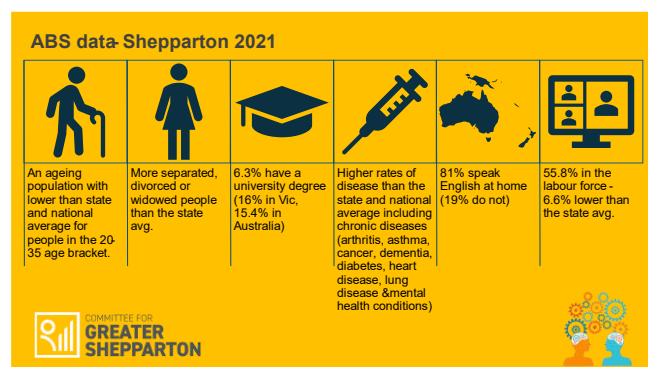 ABS data- Shepparton 2021
An ageing
population with
lower than state
and national
average for
people in the 20-
35 age bracket.
More separated,
divorced or
widowed people
than the state
avg.
6.3% have a
university degree
(16% in Vic,
15.4% in
Australia)
Higher rates of
disease than the
state and national
average including
chronic diseases
(arthritis, asthma,
cancer, dementia,
diabetes, heart
disease, lung
disease &mental
health conditions)
81% speak
English at home
(19% do not)
55.8% in the
labour force -
6.6% lower than
the state avg.
COMMITTEE FOR
GREATER
SHEPPARTON